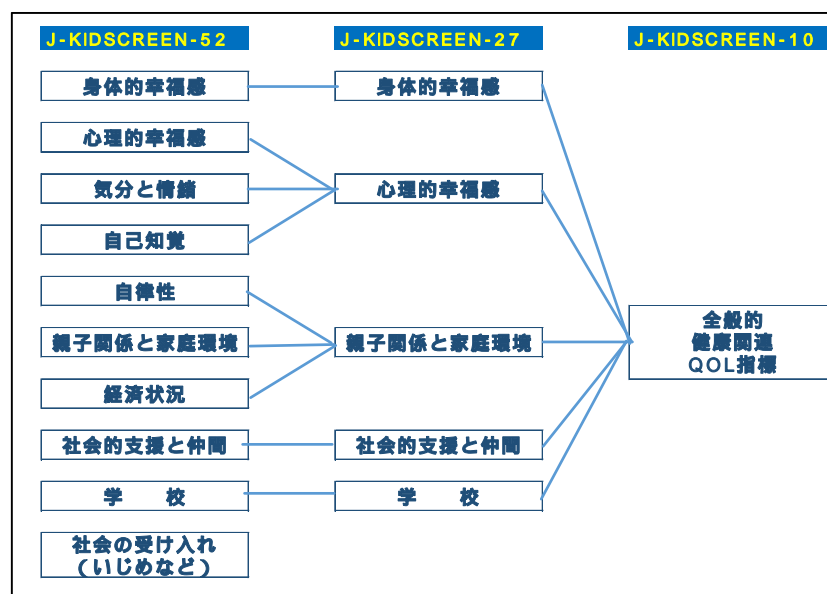 J-KIDSCREEN-52
J-KIDSCREEN-27
J-KIDSCREEN-10
身体的幸福感
身体的幸福感
心理的幸福感
気分と情緒
心理的幸福感
自己知覚
自律性
親子関係と家庭環境
親子関係と家庭環境
全般的
健康関連
QOL指標
経済状況
社会的支援と仲間
社会的支援と仲間
学　　校
学　　校
社会の受け入れ
（いじめなど）